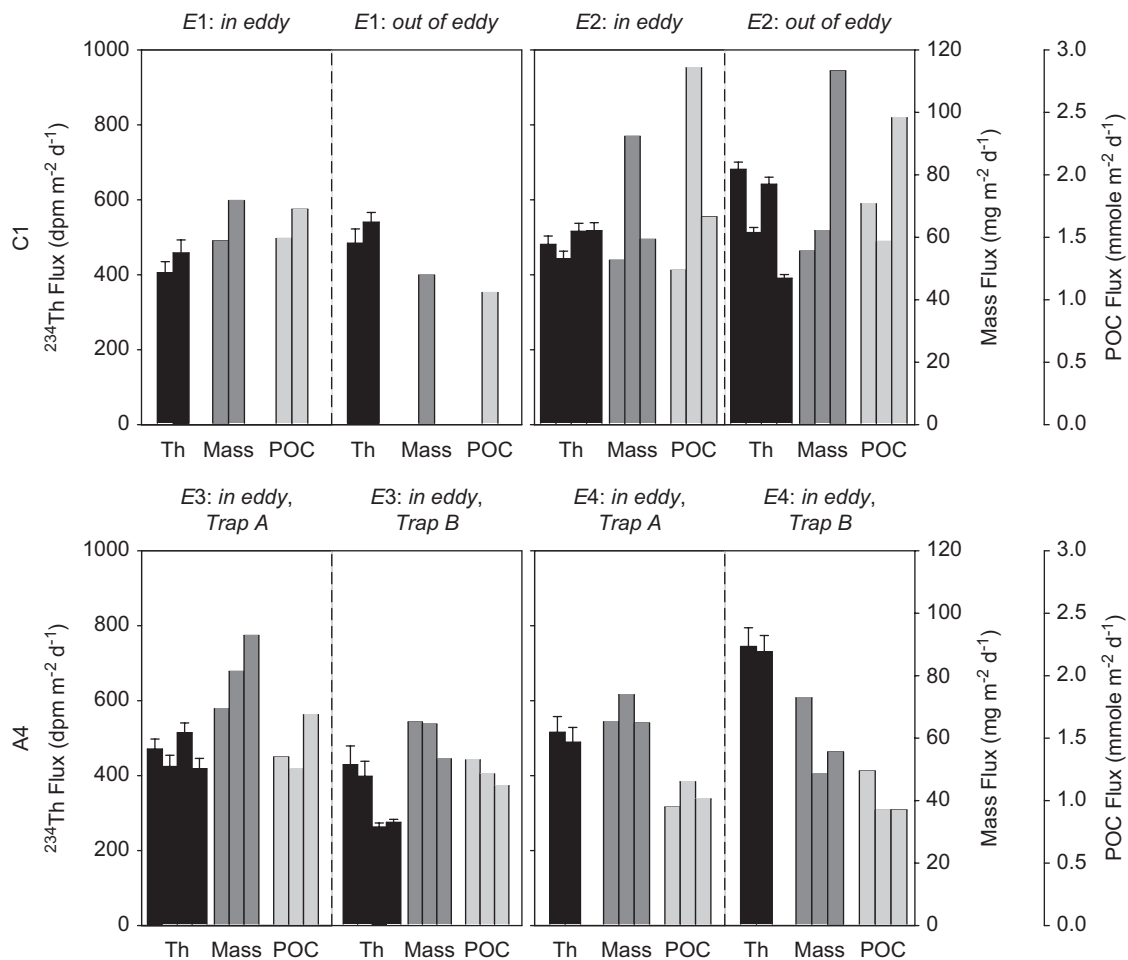 E1: in eddy E1: out of eddy E2: in eddy E2: out of eddy
1000 120 3.0
800 100 2.5
600 80 2.0
400 60 1.5
200 40 1.0
0 20 0.5
0 0.0
C1
²³⁴Th Flux (dpm m⁻² d⁻¹)
Mass Flux (mg m⁻² d⁻¹)
POC Flux (mmole m⁻² d⁻¹)
Th Mass POC Th Mass POC Th Mass POC Th Mass POC
E3: in eddy, E3: in eddy, E4: in eddy, E4: in eddy,
Trap A Trap B Trap A Trap B
1000 120 3.0
800 100 2.5
600 80 2.0
400 60 1.5
200 40 1.0
0 20 0.5
0 0.0
A4
²³⁴Th Flux (dpm m⁻² d⁻¹)
Mass Flux (mg m⁻² d⁻¹)
POC Flux (mmole m⁻² d⁻¹)
Th Mass POC Th Mass POC Th Mass POC Th Mass POC